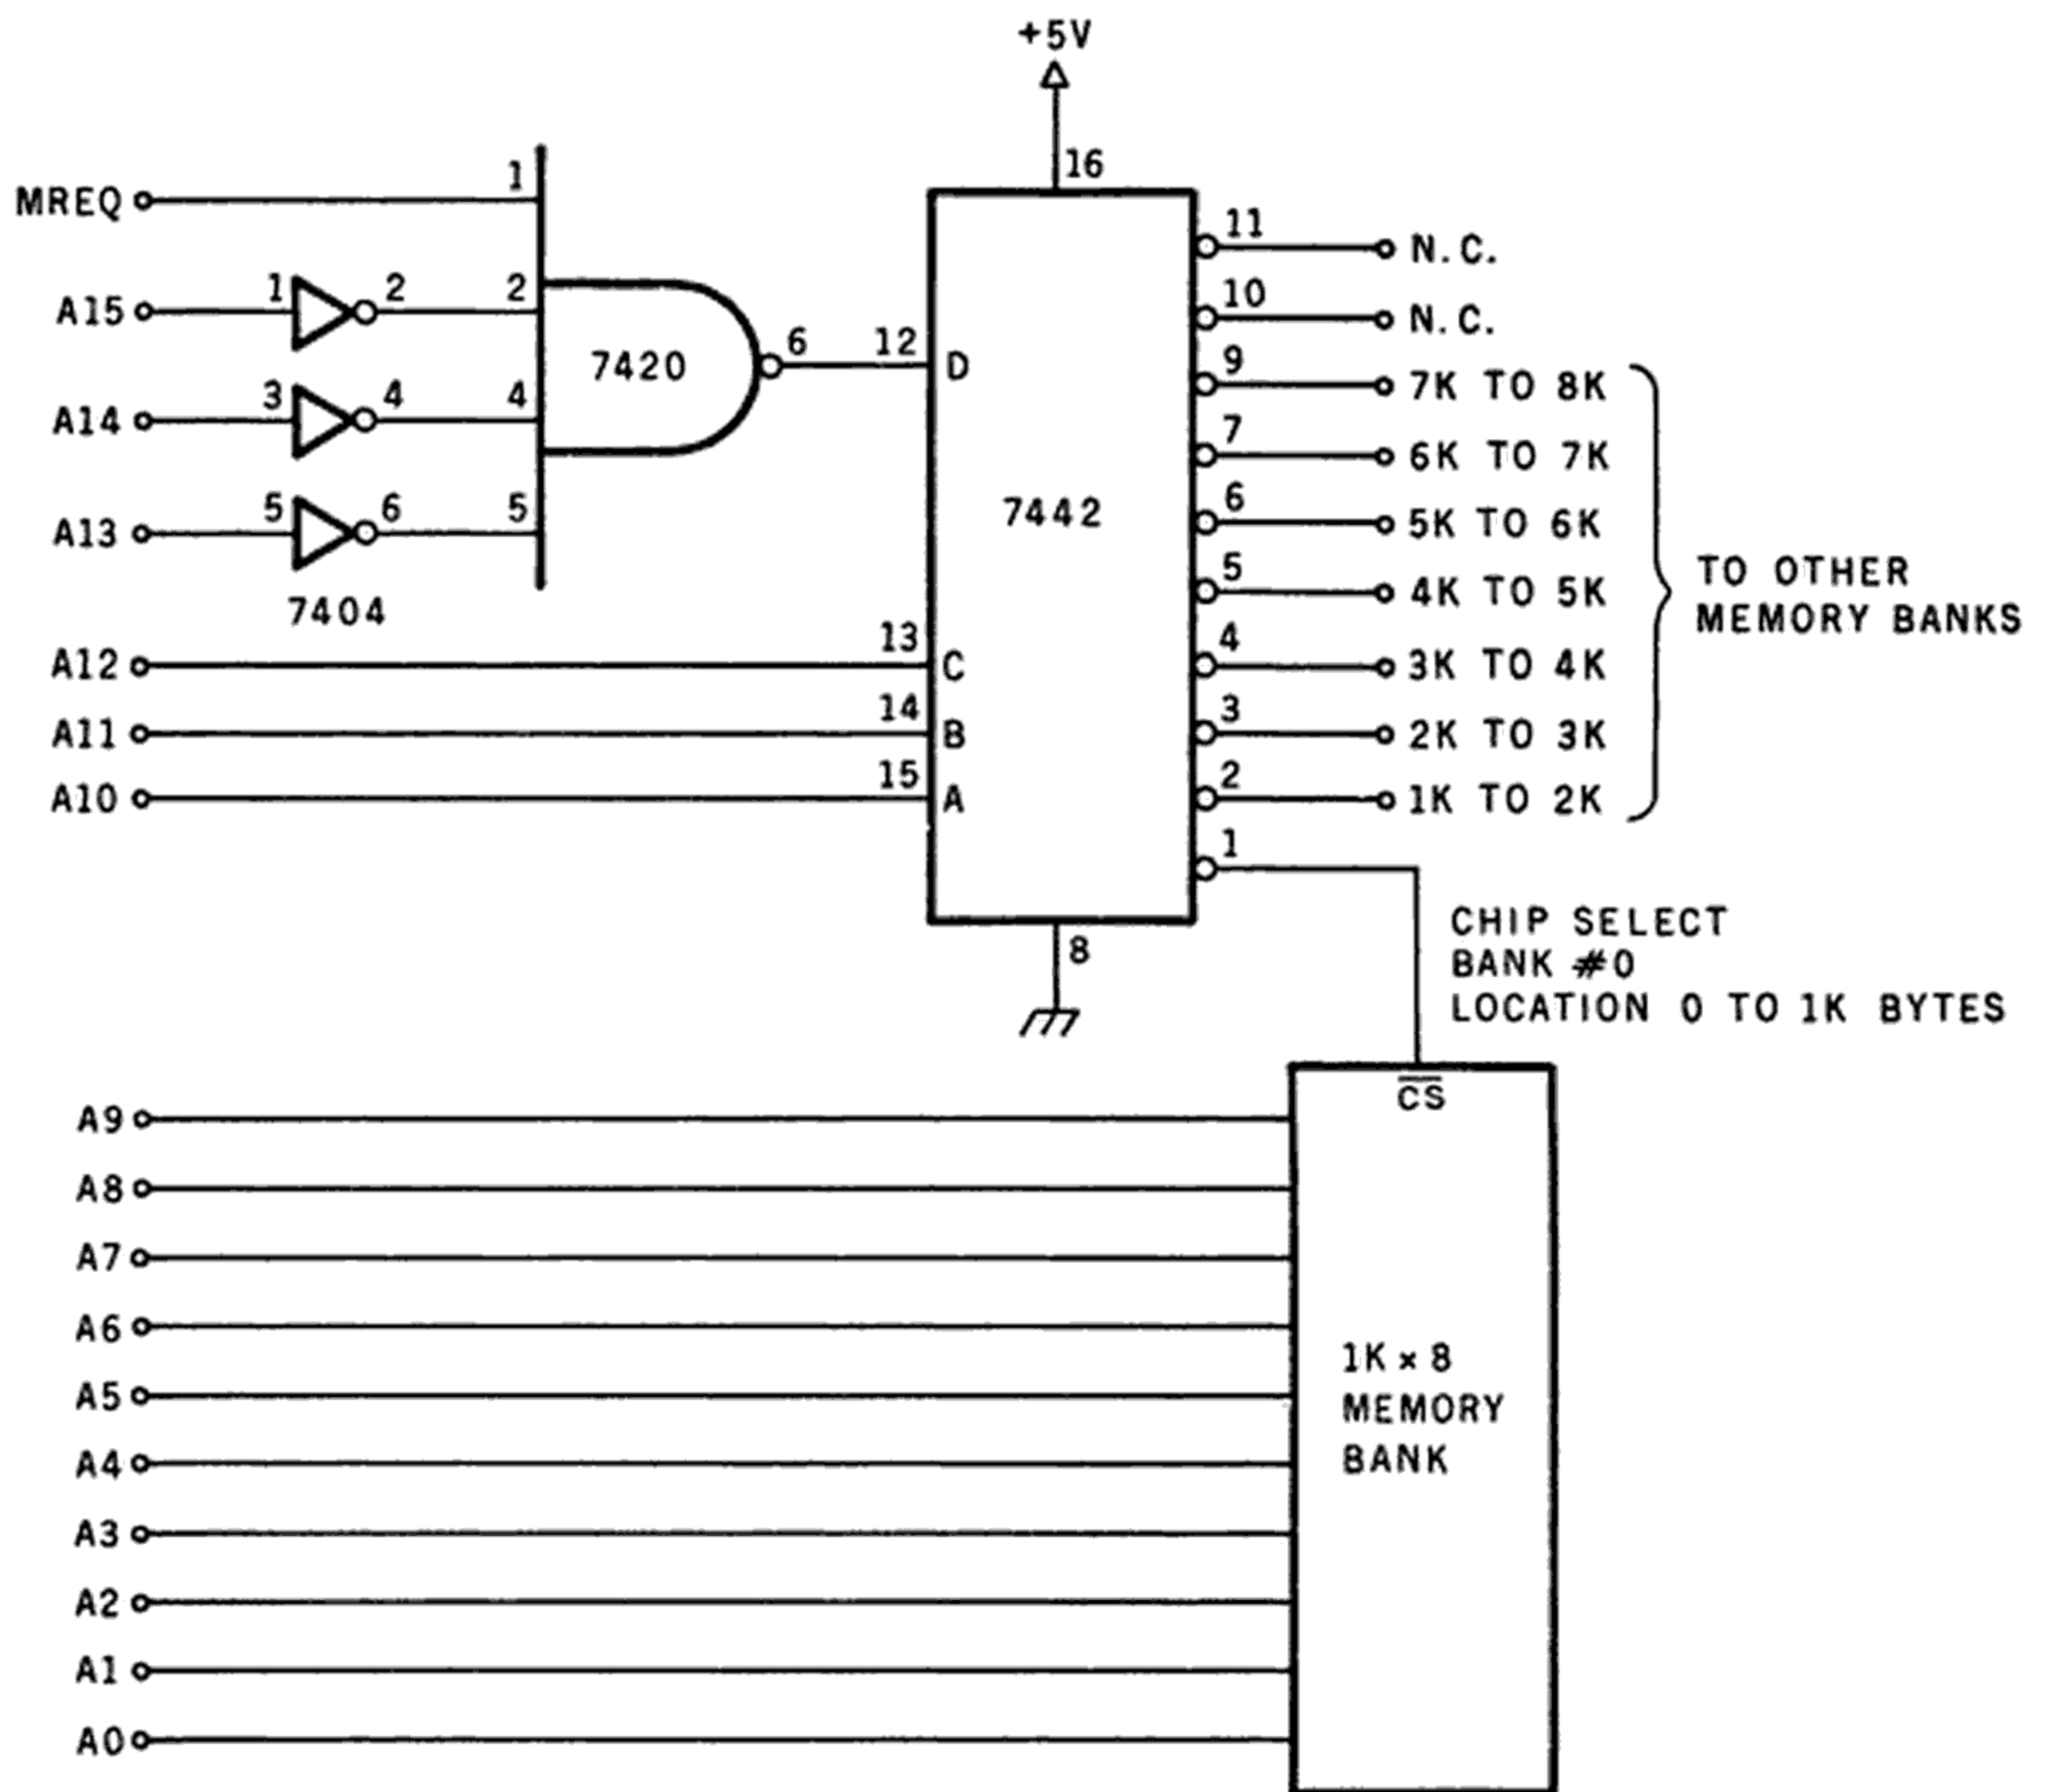 +5V
16
MREQ 1
A15 1 2 2
A14 3 4 4
A13 5 6 5
7404
7420
6 12 D
7442
A12 13 C
A11 14 B
A10 15 A
11 N.C.
10 N.C.
9 7K TO 8K
7 6K TO 7K
6 5K TO 6K
5 4K TO 5K
4 3K TO 4K
3 2K TO 3K
2 1K TO 2K
1
TO OTHER
MEMORY BANKS
8
CHIP SELECT
BANK #0
LOCATION 0 TO 1K BYTES
C̅S̅
A9
A8
A7
A6
A5
A4
A3
A2
A1
A0
1K × 8
MEMORY
BANK